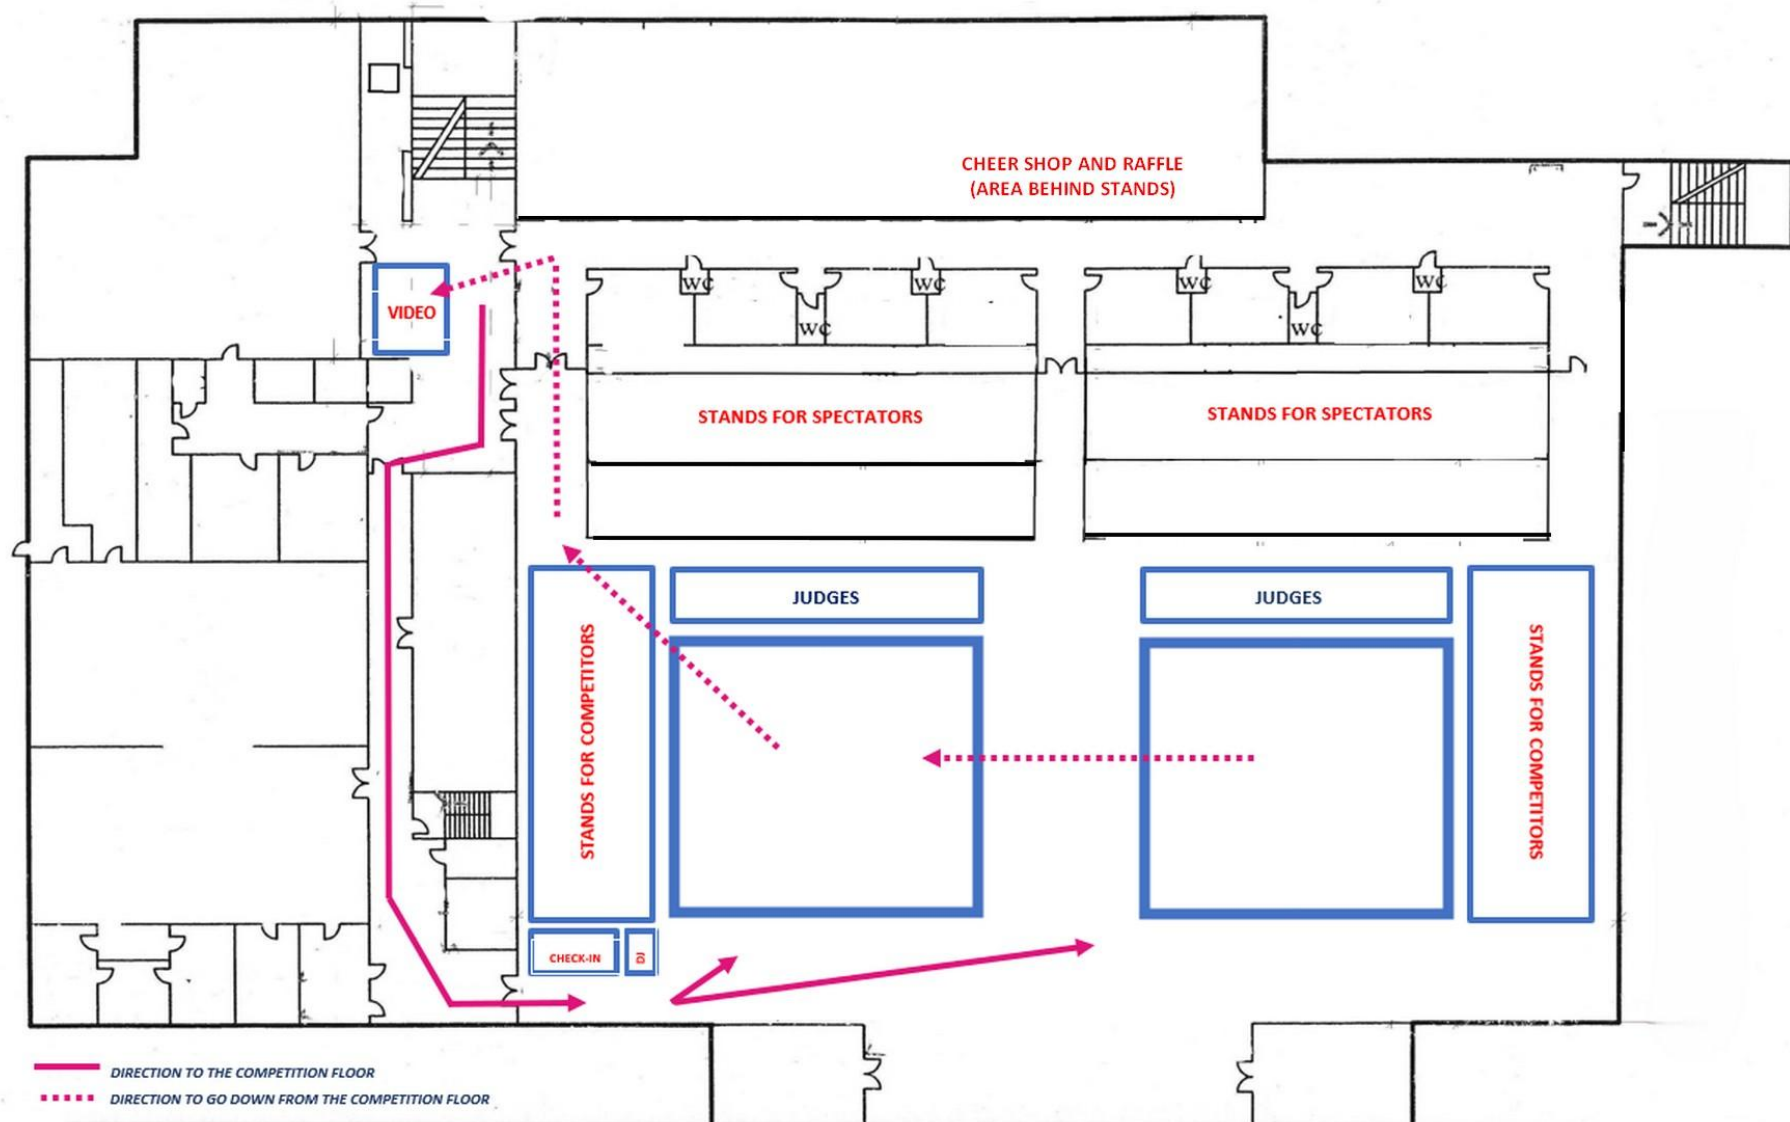 CHEER SHOP AND RAFFLE
(AREA BEHIND STANDS)
WC
WC
WC
WC
WC
WC
VIDEO
STANDS FOR SPECTATORS
STANDS FOR SPECTATORS
JUDGES
JUDGES
STANDS FOR COMPETITORS
STANDS FOR COMPETITORS
CHECK-IN
DJ
DIRECTION TO THE COMPETITION FLOOR
DIRECTION TO GO DOWN FROM THE COMPETITION FLOOR